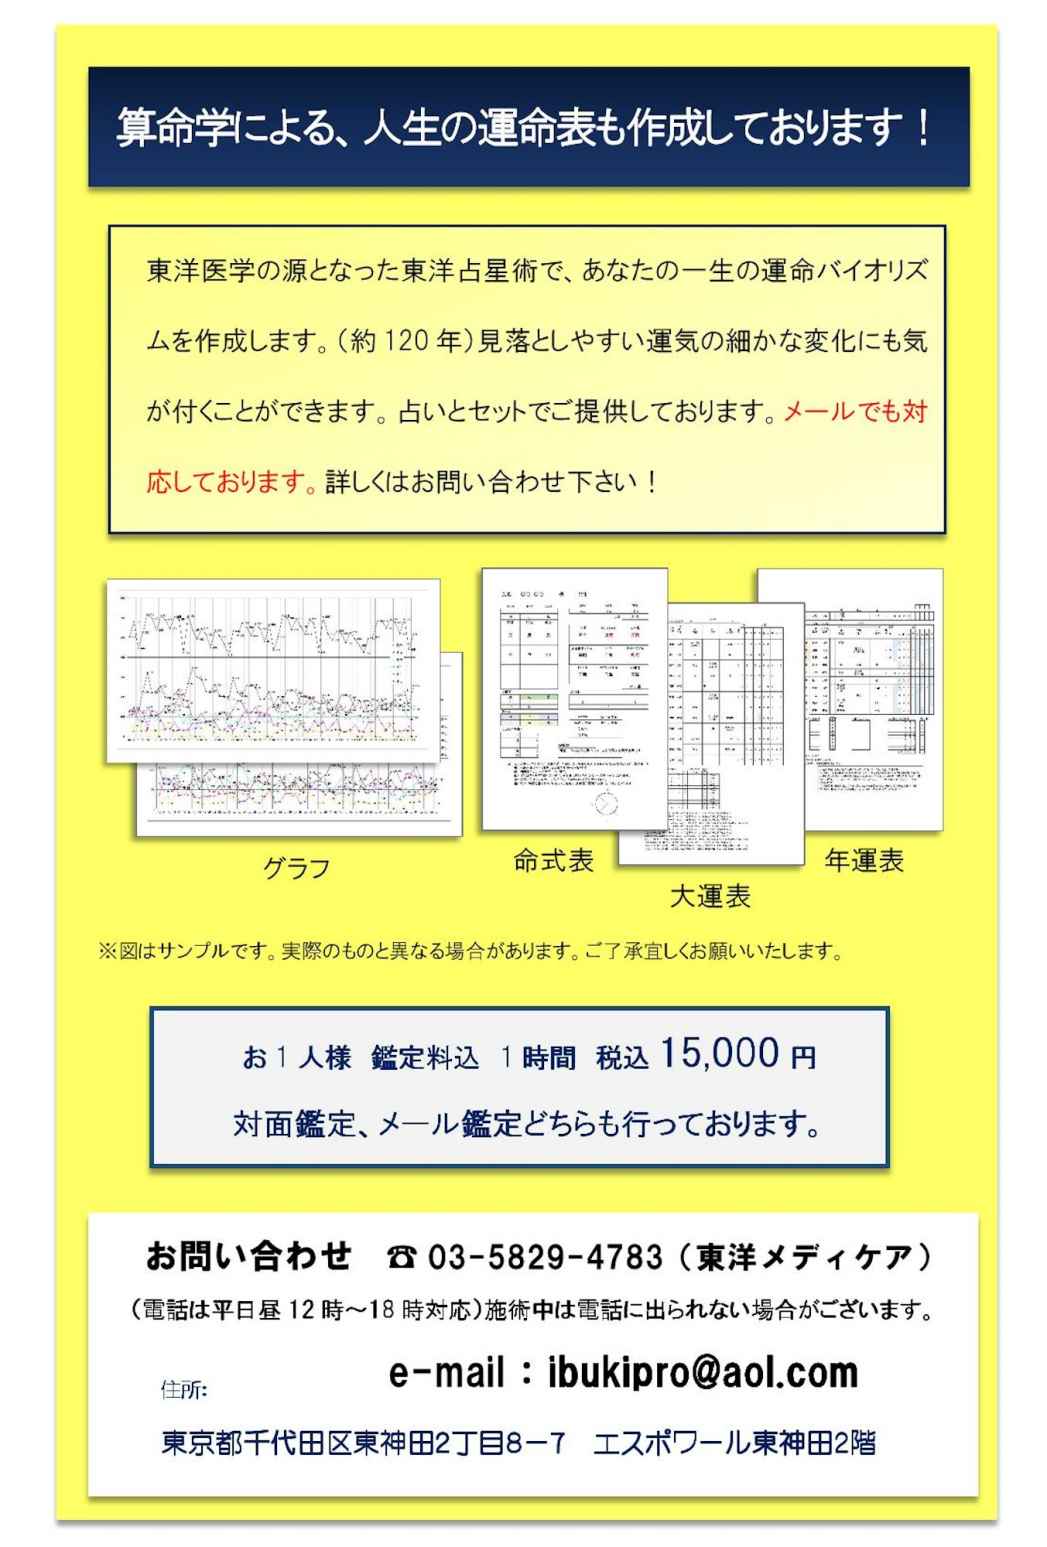 算命学による、人生の運命表も作成しております！
東洋医学の源となった東洋占星術で、あなたの一生の運命バイオリズ
ムを作成します。（約 120 年）見落としやすい運気の細かな変化にも気
が付くことができます。占いとセットでご提供しております。メールでも対
応しております。詳しくはお問い合わせ下さい！
グラフ
命式表
大運表
年運表
※図はサンプルです。実際のものと異なる場合があります。ご了承宜しくお願いいたします。
お 1 人様 鑑定料込 1 時間 税込 15,000 円
対面鑑定、メール鑑定どちらも行っております。
お問い合わせ ☎ 03-5829-4783（東洋メディケア）
（電話は平日昼 12 時～18 時対応）施術中は電話に出られない場合がございます。
e-mail：ibukipro@aol.com
住所:
東京都千代田区東神田2丁目8－7 エスポワール東神田2階